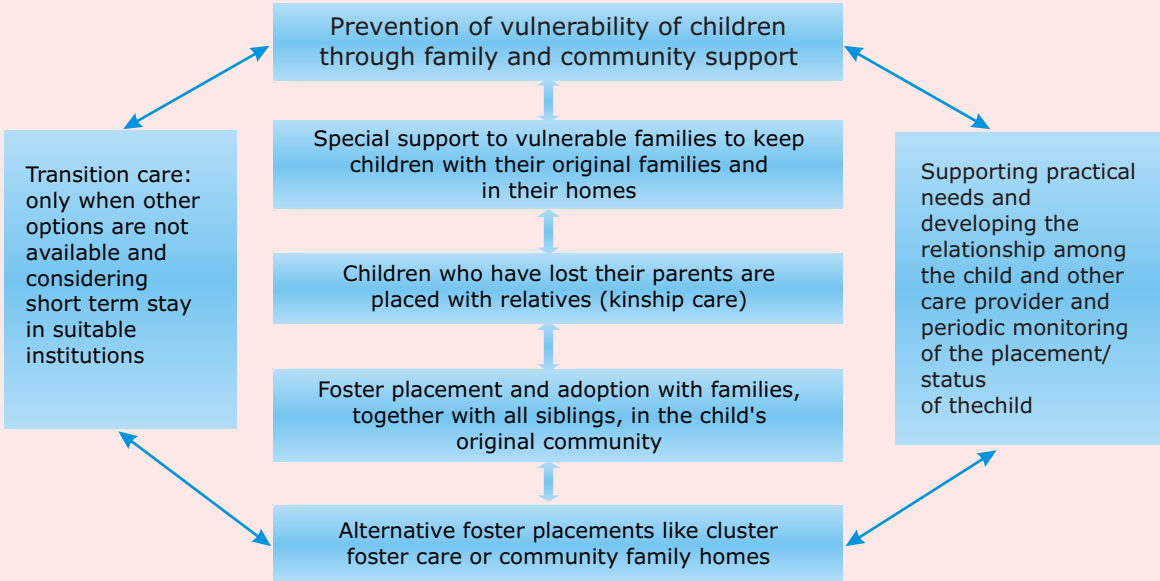 Prevention of vulnerability of children
through family and community support
Special support to vulnerable families to keep
children with their original families and
in their homes
Transition care:
only when other
options are not
available and
considering
short term stay
in suitable
institutions
Supporting practical
needs and
developing the
relationship among
the child and other
care provider and
periodic monitoring
of the placement/
status
of thechild
Children who have lost their parents are
placed with relatives (kinship care)
Foster placement and adoption with families,
together with all siblings, in the child's
original community
Alternative foster placements like cluster
foster care or community family homes